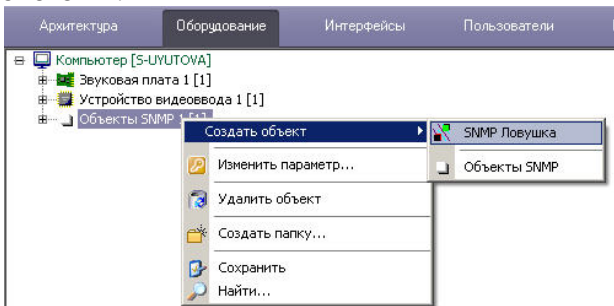 Архитектура Оборудование Интерфейсы Пользователи
Компьютер [S-UYUTOVA]
Звуковая плата 1 [1]
Устройство видеоввода 1 [1]
Объекты SNMP 1 [1]
Создать объект SNMP Ловушка
Изменить параметр... Объекты SNMP
Удалить объект
Создать папку...
Сохранить
Найти...